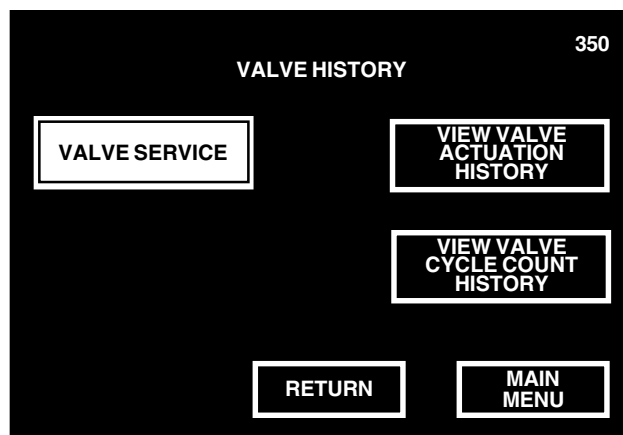 350
VALVE HISTORY
VALVE SERVICE
VIEW VALVE
ACTUATION
HISTORY
VIEW VALVE
CYCLE COUNT
HISTORY
RETURN
MAIN
MENU